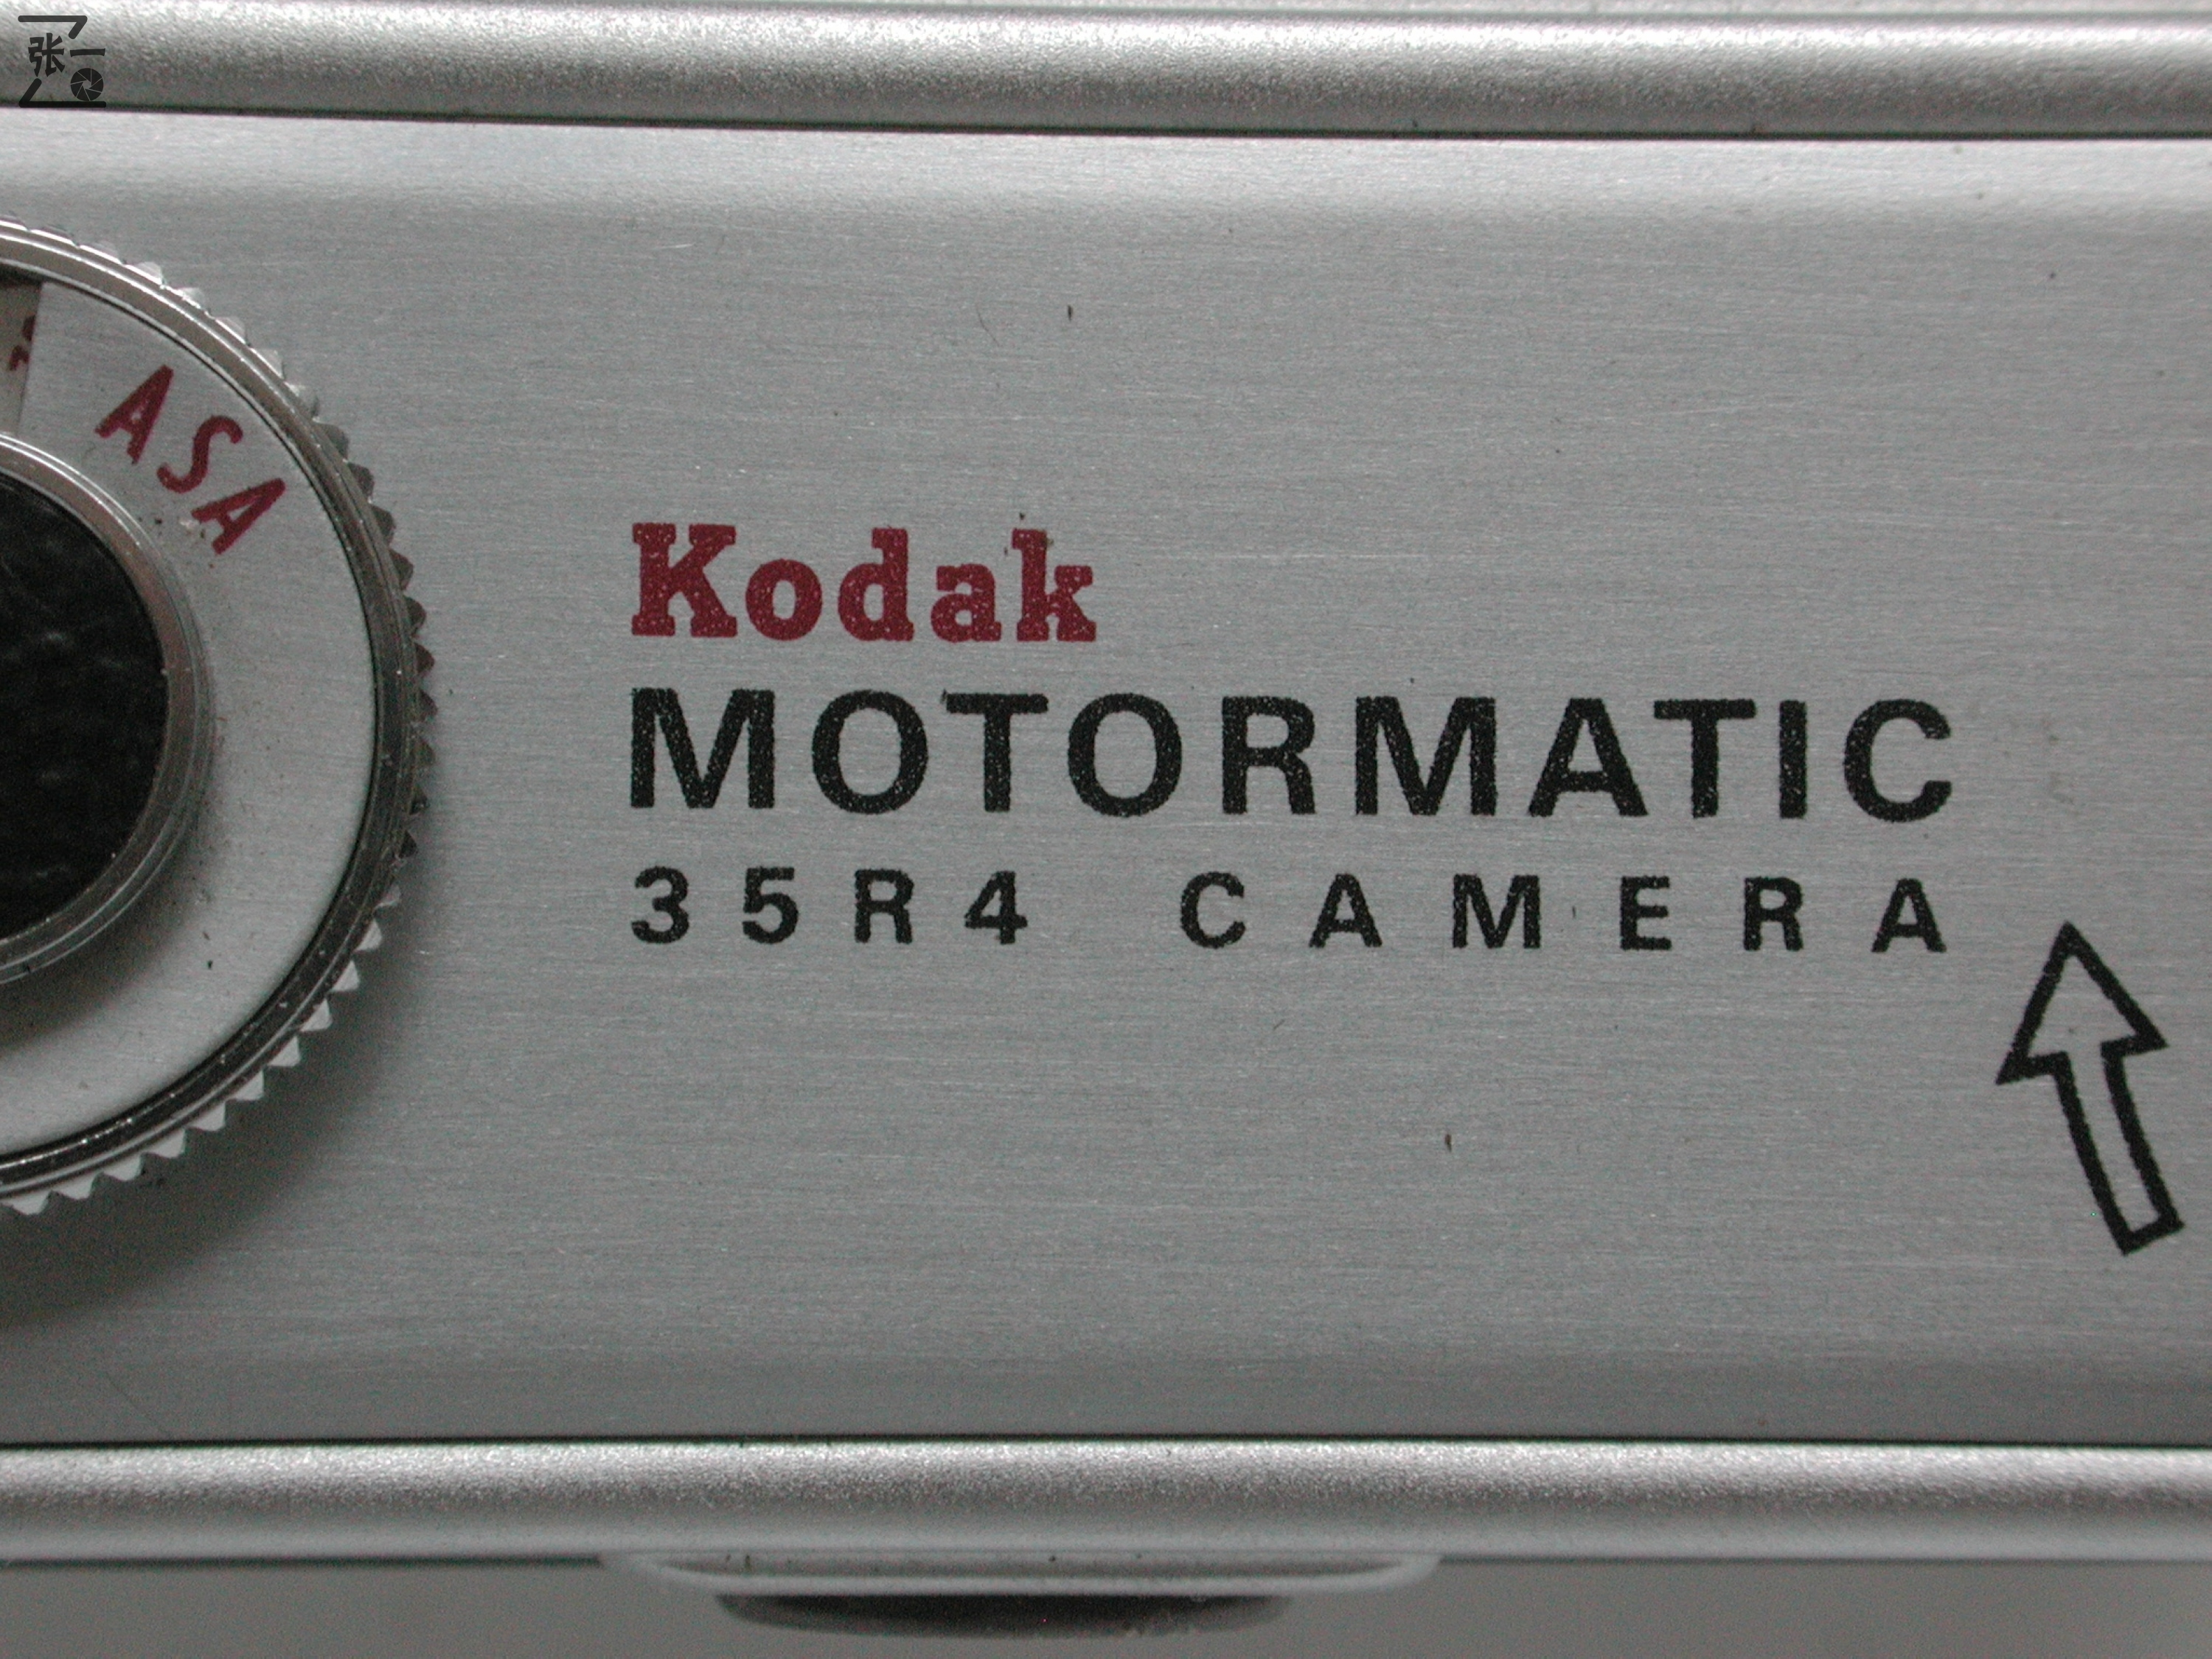 张一
ASA
Kodak
MOTORMATIC
35R4 CAMERA